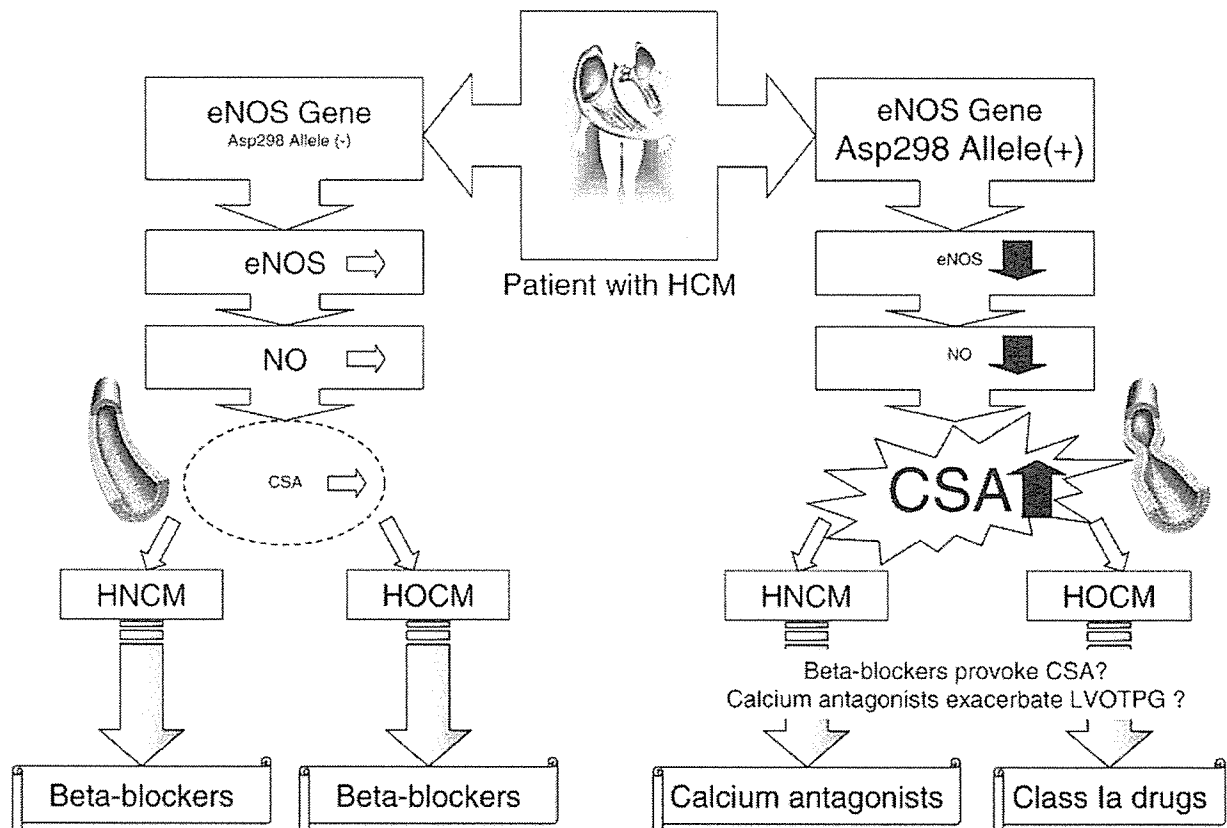 eNOS Gene
Asp298 Allele (-)
eNOS
NO
CSA
HNCM
HOCM
Beta-blockers
Beta-blockers
Patient with HCM
eNOS Gene
Asp298 Allele(+)
eNOS
NO
CSA
HNCM
HOCM
Beta-blockers provoke CSA?
Calcium antagonists exacerbate LVOTPG ?
Calcium antagonists
Class Ia drugs